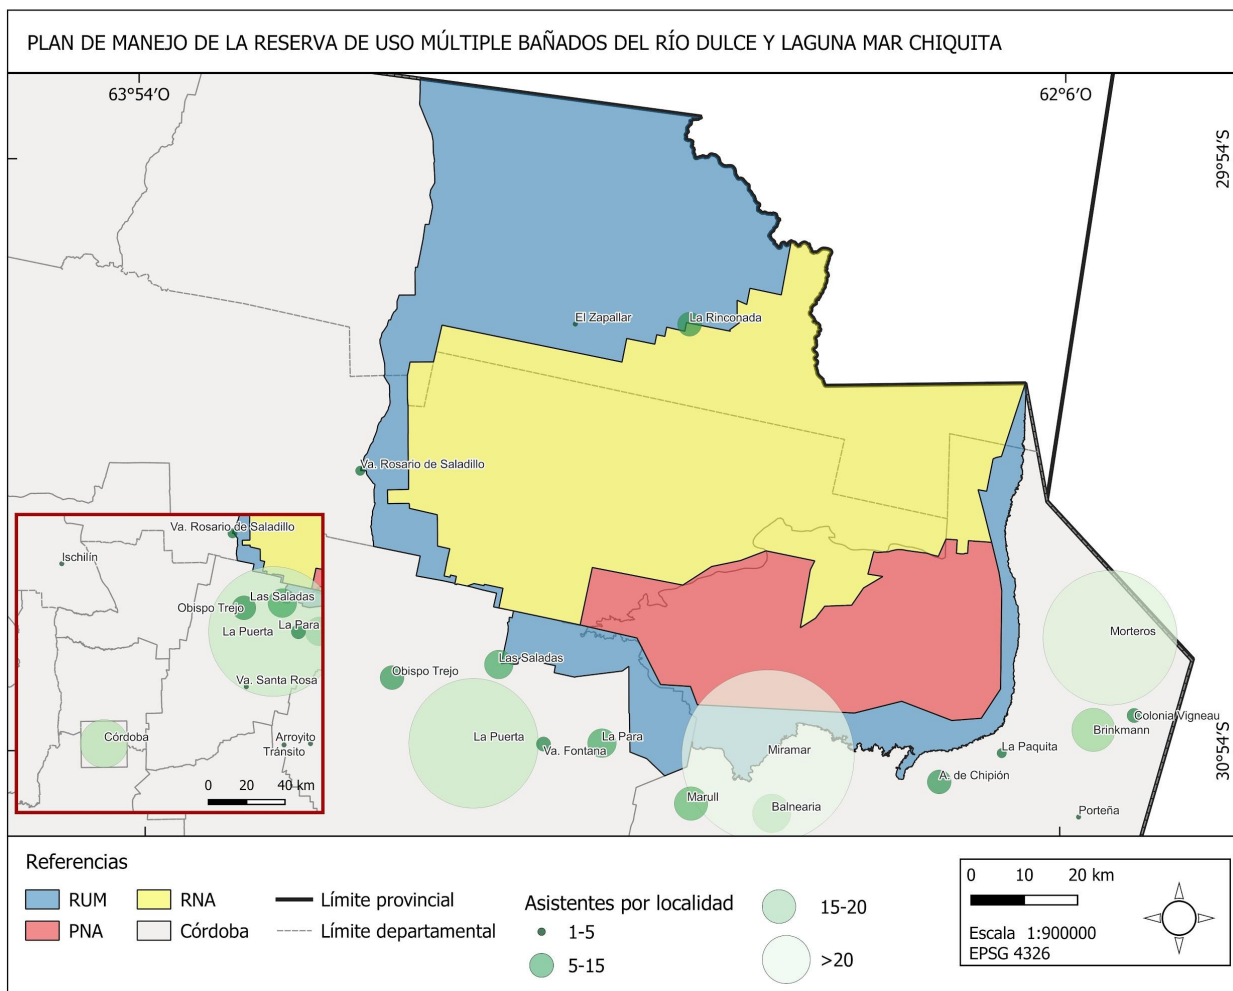 PLAN DE MANEJO DE LA RESERVA DE USO MÚLTIPLE BAÑADOS DEL RÍO DULCE Y LAGUNA MAR CHIQUITA
63°54′O
62°6′O
29°54′S
El Zapallar
La Rinconada
Va. Rosario de Saladillo
Va. Rosario de Saladillo
Ischilín
Las Saladas
Obispo Trejo
La Puerta
La Para
Va. Santa Rosa
Córdoba
Arroyito
Tránsito
0 20 40 km
Morteros
Las Saladas
Obispo Trejo
Colonia Vigneau
Brinkmann
La Puerta
La Para
Va. Fontana
Miramar
La Paquita
30°54′S
A. de Chipión
Marull
Balnearia
Porteña
Referencias
RUM
RNA
Límite provincial
PNA
Córdoba
Límite departamental
Asistentes por localidad
1-5
5-15
15-20
>20
0 10 20 km
Escala 1:900000
EPSG 4326